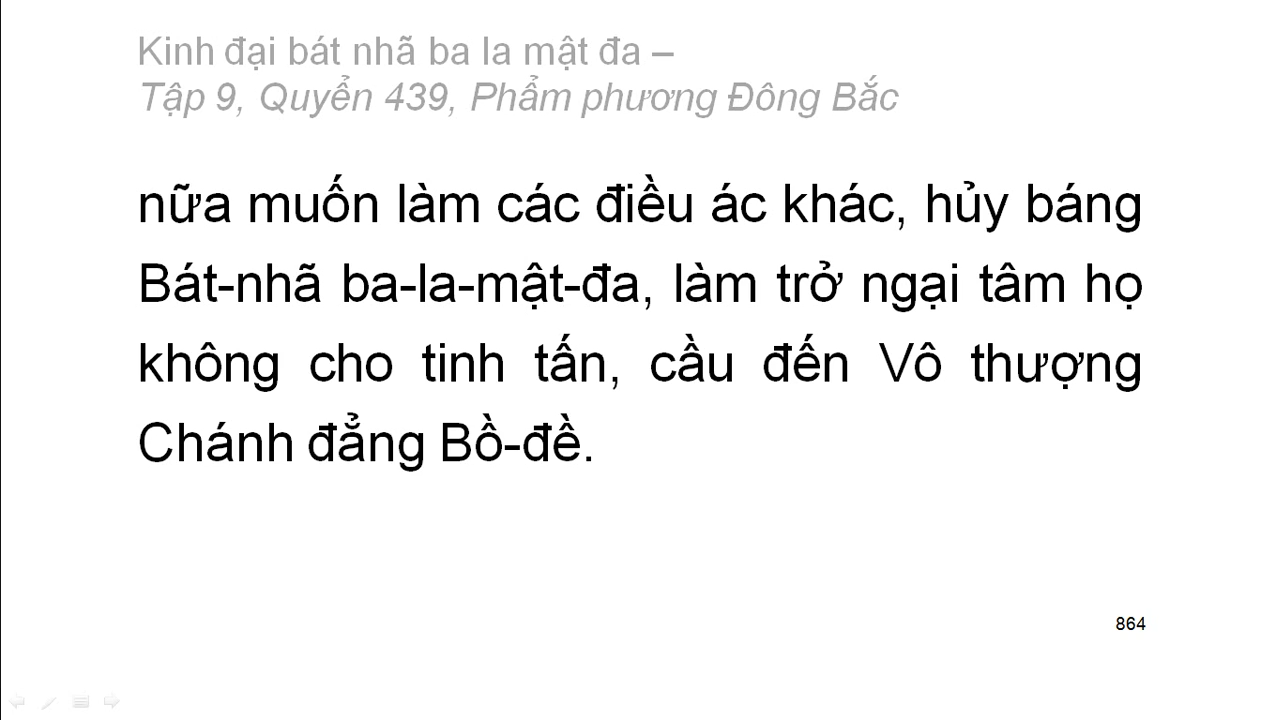 Kinh đại bát nhã ba la mật đa –
Tập 9, Quyển 439, Phẩm phương Đông Bắc
nữa muốn làm các điều ác khác, hủy báng
Bát-nhã ba-la-mật-đa, làm trở ngại tâm họ
không cho tinh tấn, cầu đến Vô thượng
Chánh đẳng Bồ-đề.
864